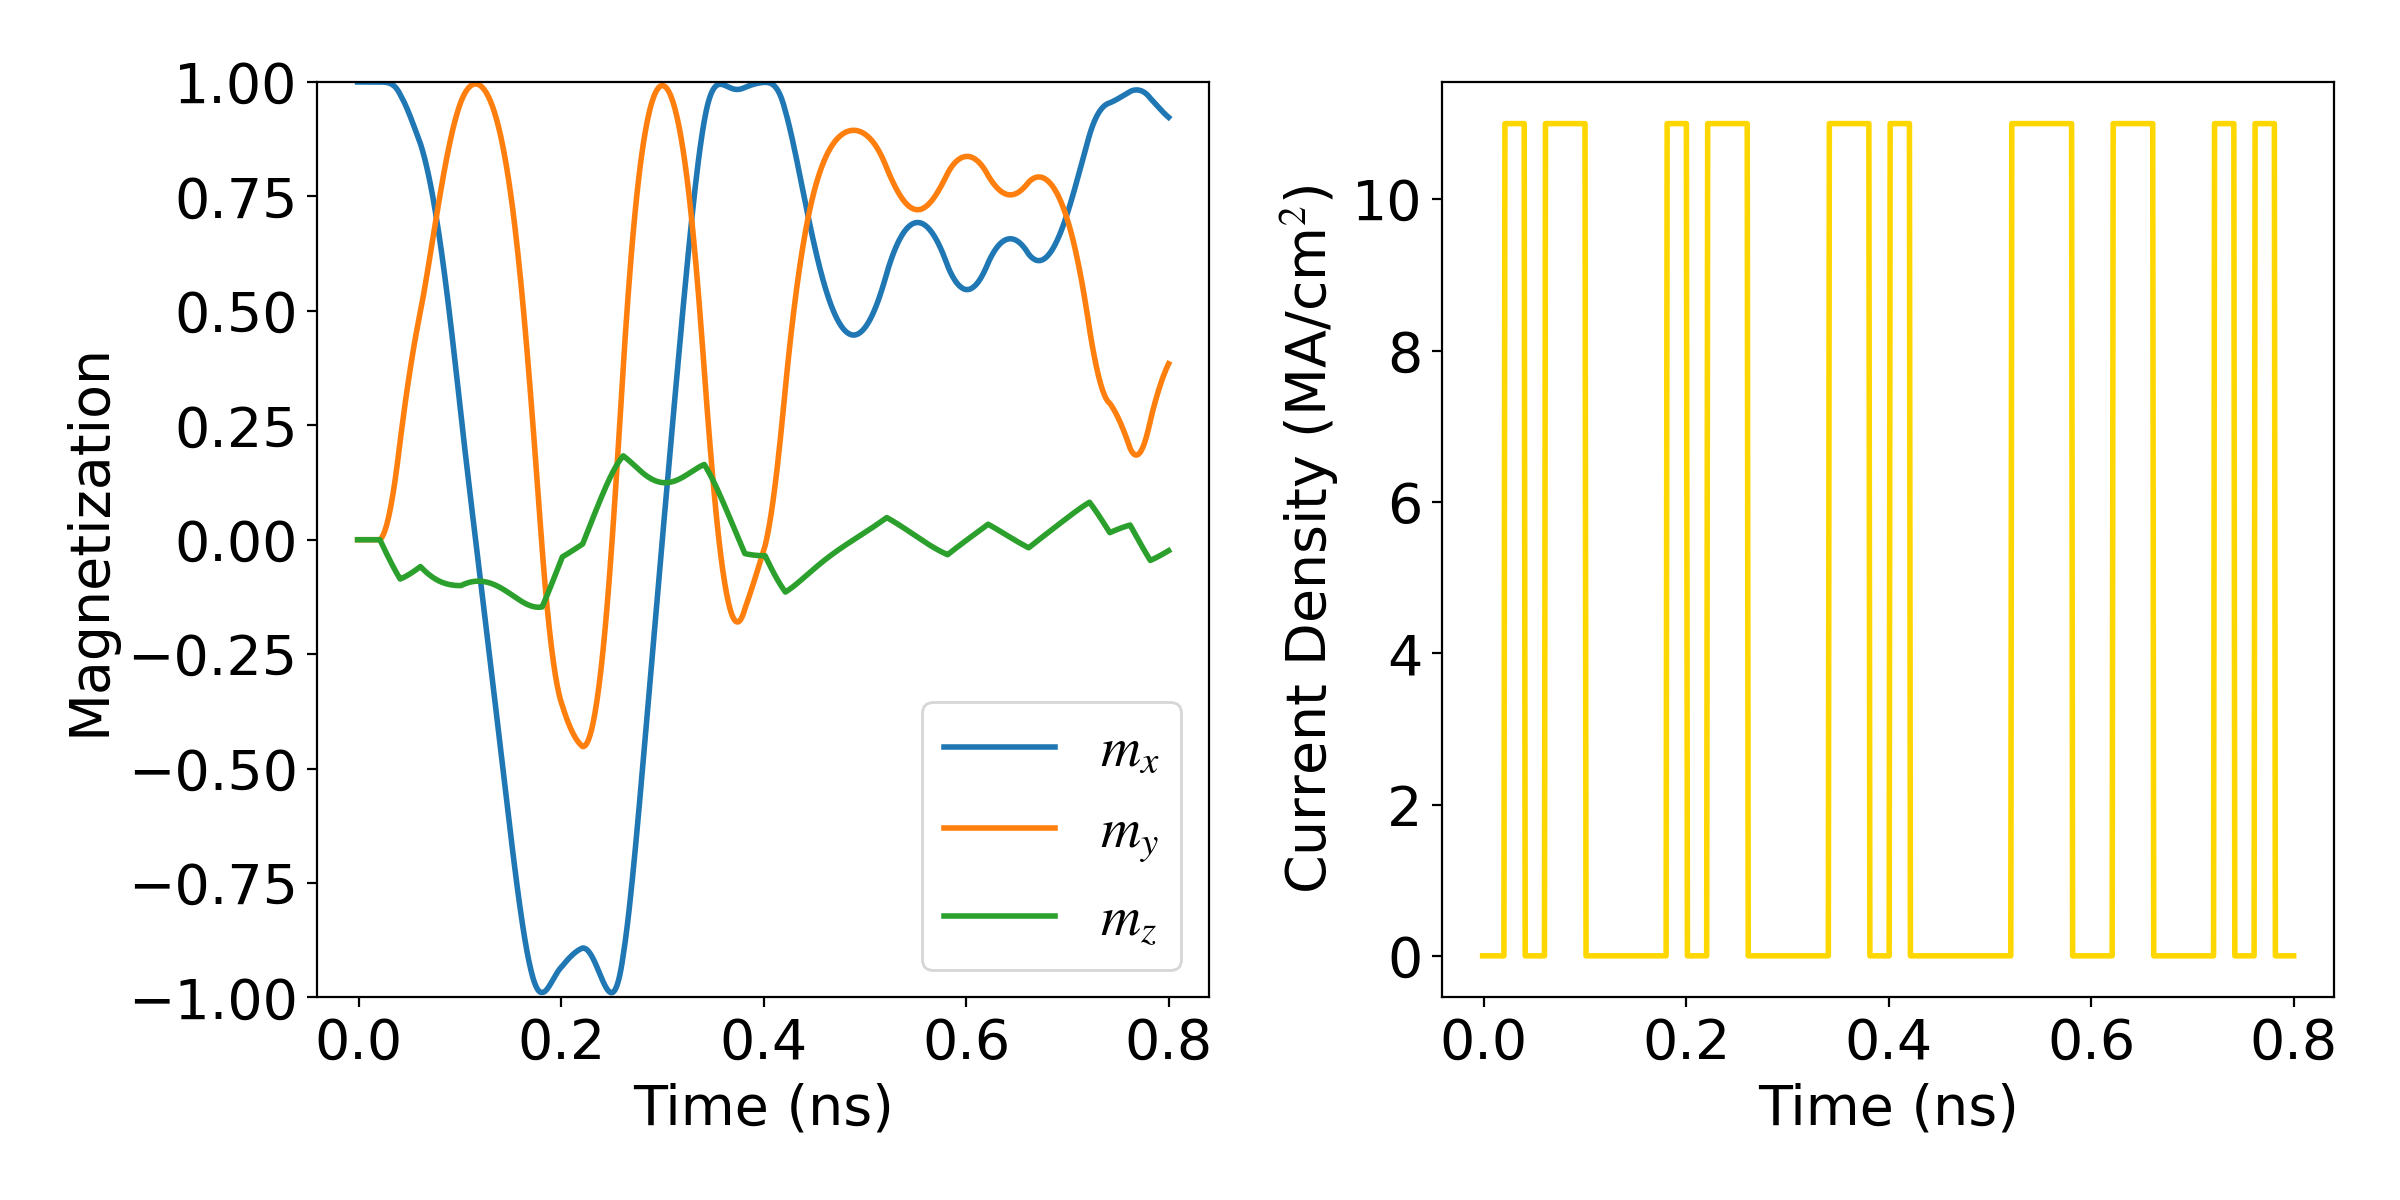 1.00
0.75
0.50
0.25
0.00
−0.25
−0.50
−0.75
−1.00
Magnetization
0.0 0.2 0.4 0.6 0.8
Time (ns)
m_x
m_y
m_z
10
8
6
4
2
0
Current Density (MA/cm²)
0.0 0.2 0.4 0.6 0.8
Time (ns)